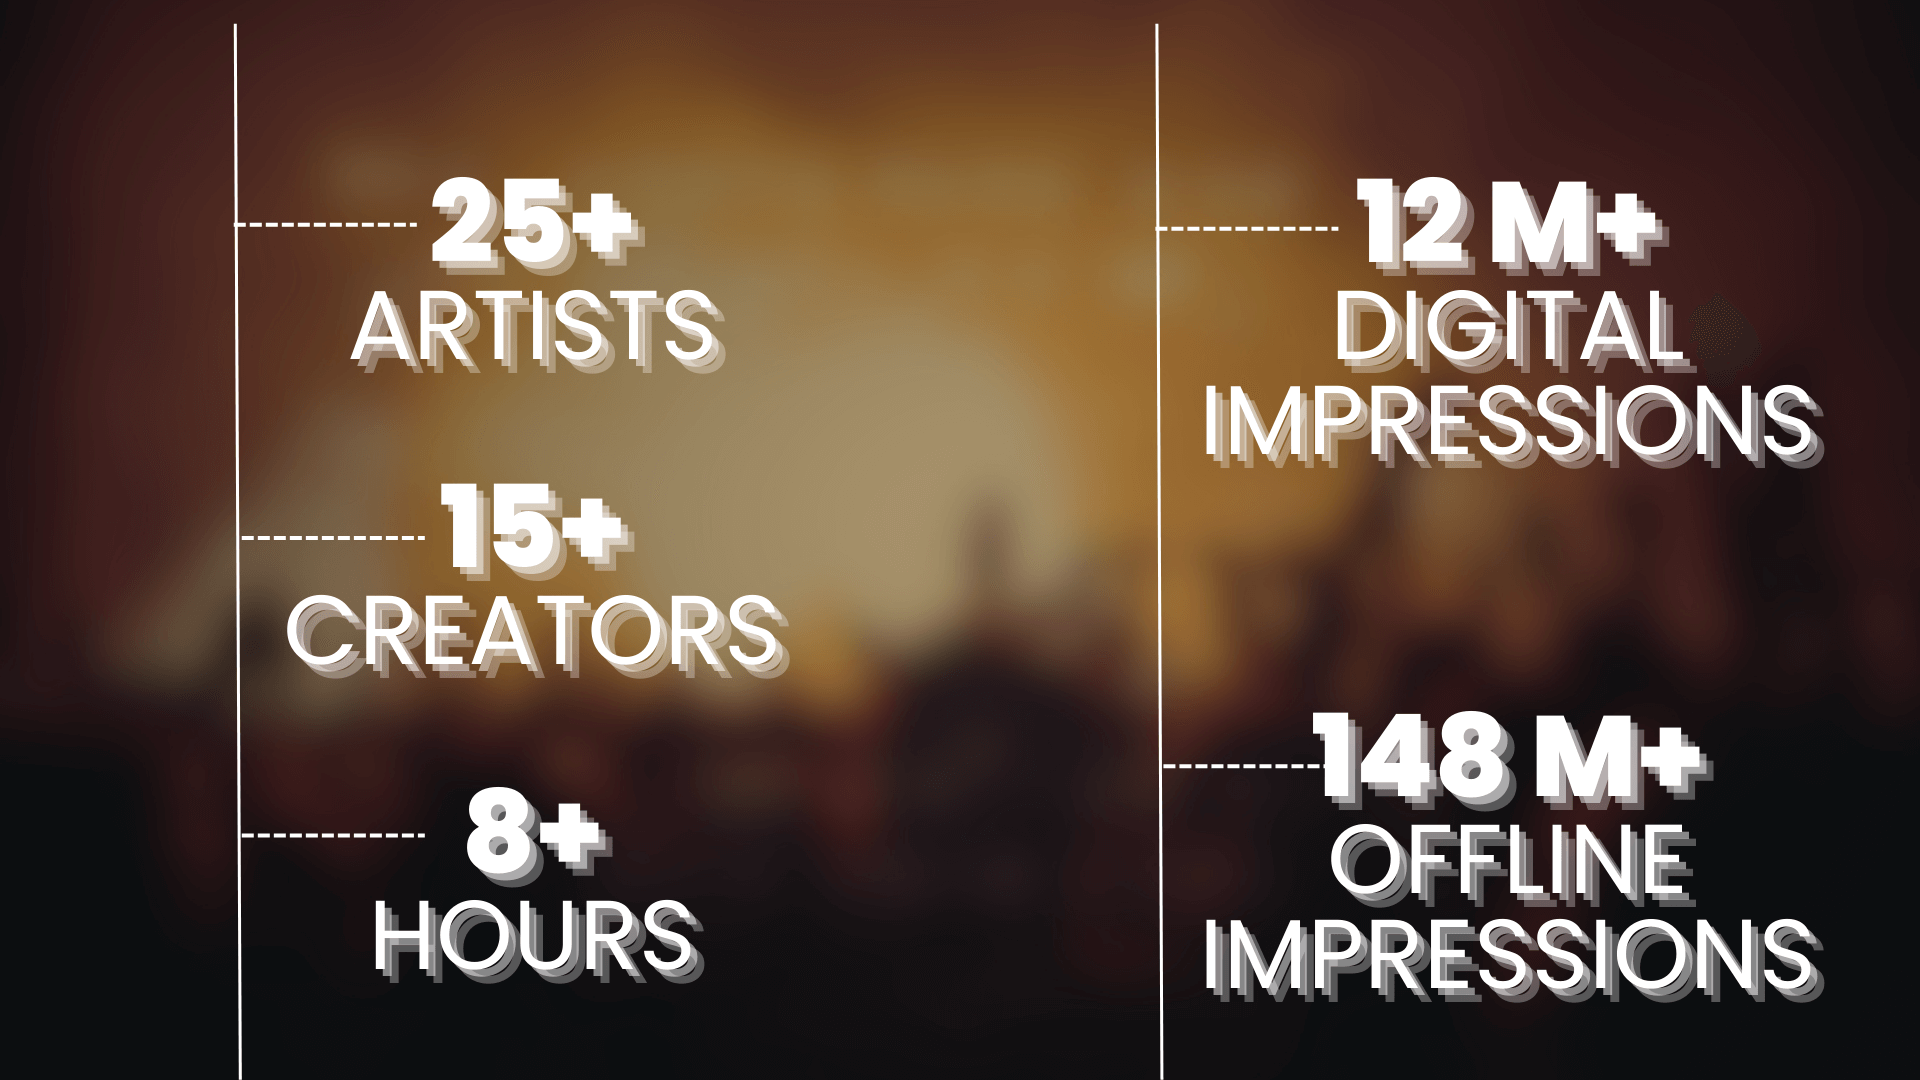 25+
ARTISTS
15+
CREATORS
8+
HOURS
12 M+
DIGITAL
IMPRESSIONS
148 M+
OFFLINE
IMPRESSIONS